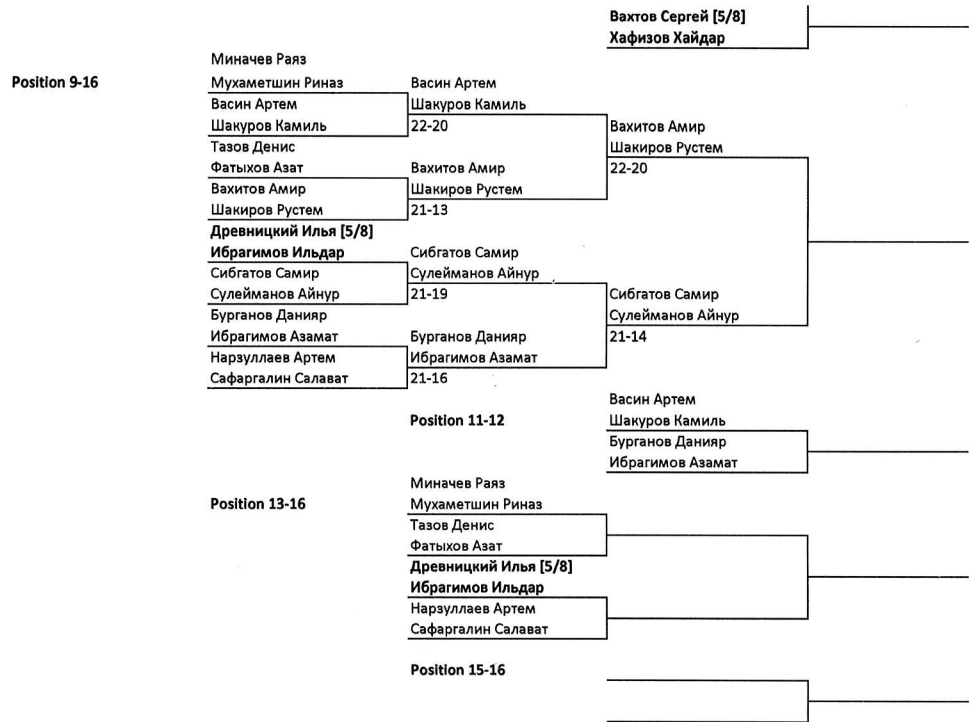 Вахтов Сергей [5/8]
Хафизов Хайдар
Position 9-16
Миначев Раяз
Мухаметшин Риназ
Васин Артем
Шакуров Камиль
Тазов Денис
Фатыхов Азат
Вахитов Амир
Шакиров Рустем
Древницкий Илья [5/8]
Ибрагимов Ильдар
Сибгатов Самир
Сулейманов Айнур
Бурганов Данияр
Ибрагимов Азамат
Нарзуллаев Артем
Сафаргалин Салават
Васин Артем
Шакуров Камиль
22-20
Вахитов Амир
Шакиров Рустем
21-13
Сибгатов Самир
Сулейманов Айнур
21-19
Бурганов Данияр
Ибрагимов Азамат
21-16
Вахитов Амир
Шакиров Рустем
22-20
Сибгатов Самир
Сулейманов Айнур
21-14
Position 11-12
Васин Артем
Шакуров Камиль
Бурганов Данияр
Ибрагимов Азамат
Position 13-16
Миначев Раяз
Мухаметшин Риназ
Тазов Денис
Фатыхов Азат
Древницкий Илья [5/8]
Ибрагимов Ильдар
Нарзуллаев Артем
Сафаргалин Салават
Position 15-16